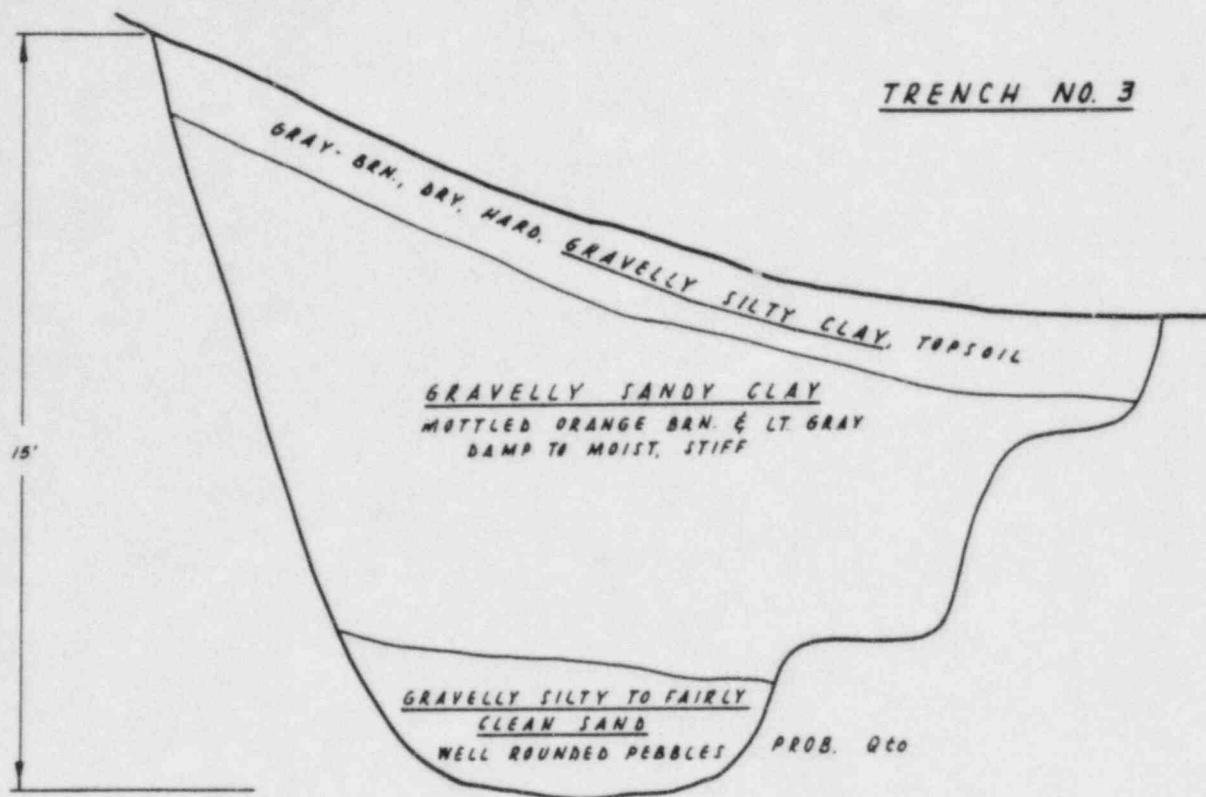 TRENCH NO. 3
GRAY-BRN., DRY, HARD, GRAVELLY SILTY CLAY, TOPSOIL
GRAVELLY SANDY CLAY
MOTTLED ORANGE BRN. & LT. GRAY
DAMP TO MOIST, STIFF
15'
GRAVELLY SILTY TO FAIRLY
CLEAN SAND
WELL ROUNDED PEBBLES
PROB. Qto